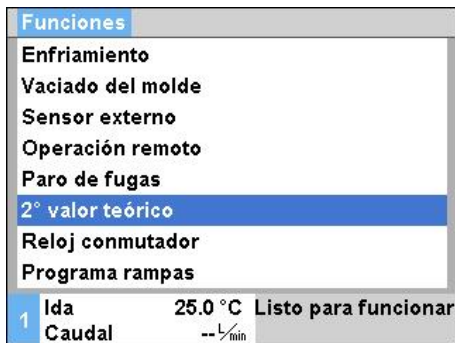 Funciones
Enfriamiento
Vaciado del molde
Sensor externo
Operación remoto
Paro de fugas
2° valor teórico
Reloj conmutador
Programa rampas
1 Ida 25.0 °C Listo para funcionar
Caudal -- L/min